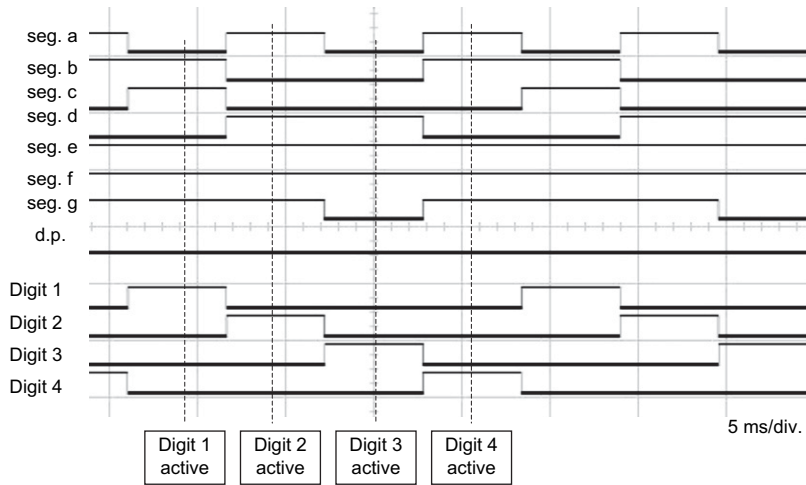 seg. a
seg. b
seg. c
seg. d
seg. e
seg. f
seg. g
d.p.
Digit 1
Digit 2
Digit 3
Digit 4
5 ms/div.
Digit 1
active
Digit 2
active
Digit 3
active
Digit 4
active